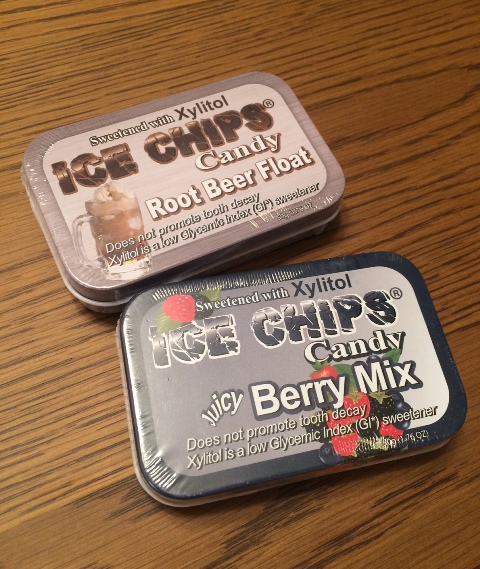 Sweetened with Xylitol
ICE CHIPS®
Candy
Root Beer Float
Does not promote tooth decay
Xylitol is a low Glycemic Index (GI*) sweetener
Sweetened with Xylitol
ICE CHIPS®
Candy
Juicy Berry Mix
Does not promote tooth decay
Xylitol is a low Glycemic Index (GI*) sweetener